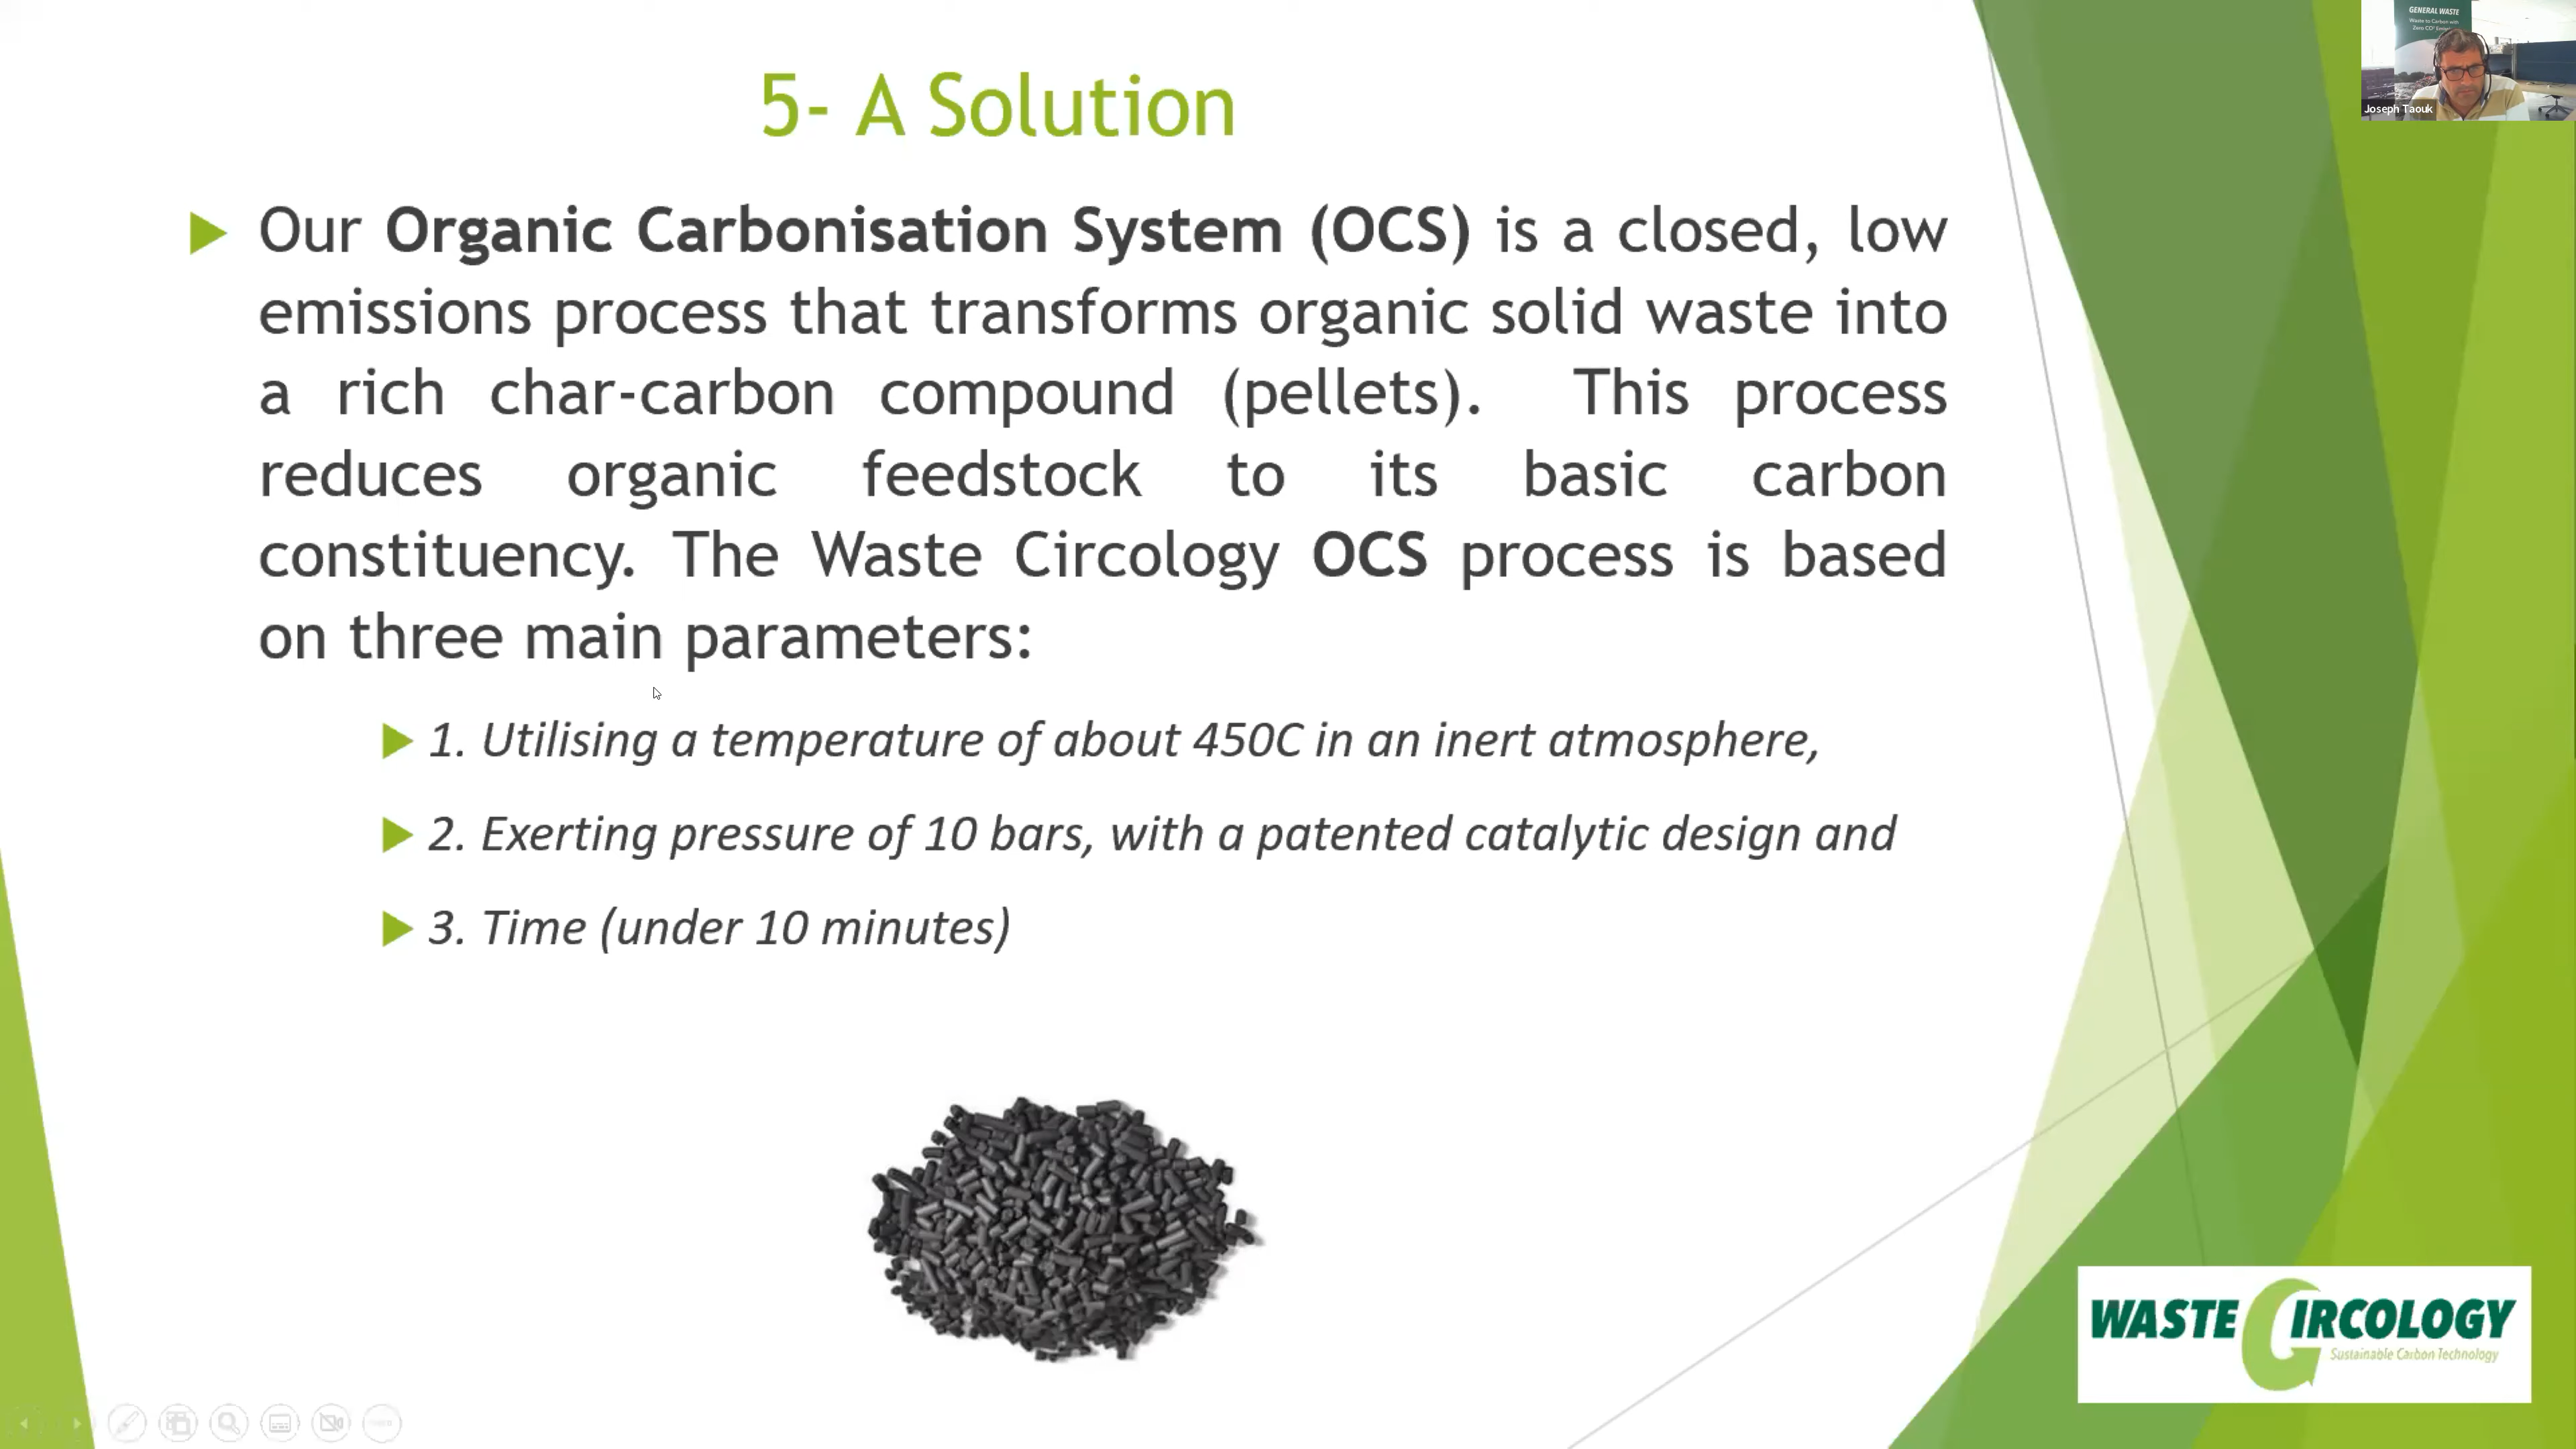 GENERAL WASTE
Waste to Carbon with
Joseph Taouk
5- A Solution
Our Organic Carbonisation System (OCS) is a closed, low
emissions process that transforms organic solid waste into
a rich char-carbon compound (pellets). This process
reduces organic feedstock to its basic carbon
constituency. The Waste Circology OCS process is based
on three main parameters:
1. Utilising a temperature of about 450C in an inert atmosphere,
2. Exerting pressure of 10 bars, with a patented catalytic design and
3. Time (under 10 minutes)
WASTE CIRCOLOGY
Sustainable Carbon Technology